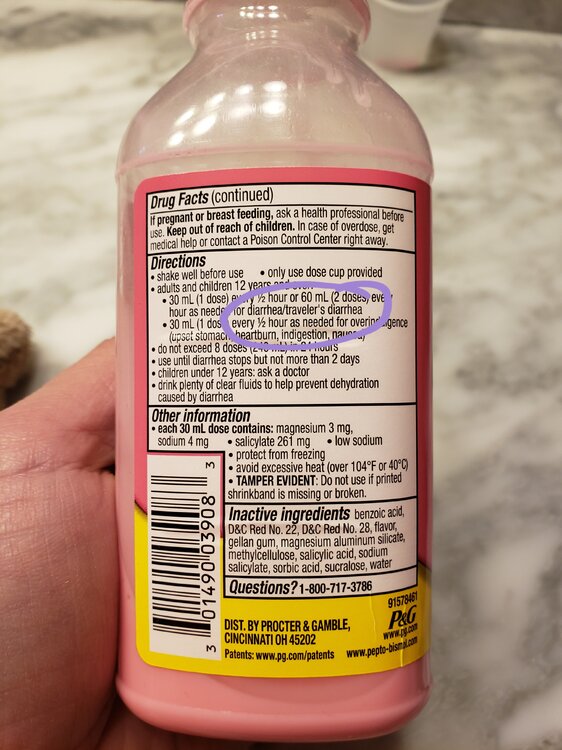 Drug Facts (continued)
If pregnant or breast feeding, ask a health professional before
use. Keep out of reach of children. In case of overdose, get
medical help or contact a Poison Control Center right away.
Directions
• shake well before use • only use dose cup provided
• adults and children 12 years and over:
• 30 mL (1 dose) every ½ hour or 60 mL (2 doses) every
hour as needed for diarrhea/traveler's diarrhea
• 30 mL (1 dose) every ½ hour as needed for overindulgence
(upset stomach, heartburn, indigestion, nausea)
• do not exceed 8 doses (240 mL) in 24 hours
• use until diarrhea stops but not more than 2 days
• children under 12 years: ask a doctor
• drink plenty of clear fluids to help prevent dehydration
caused by diarrhea
Other information
• each 30 mL dose contains: magnesium 3 mg,
sodium 4 mg • salicylate 261 mg • low sodium
• protect from freezing
• avoid excessive heat (over 104°F or 40°C)
• TAMPER EVIDENT: Do not use if printed
shrinkband is missing or broken.
Inactive ingredients benzoic acid,
D&C Red No. 22, D&C Red No. 28, flavor,
gellan gum, magnesium aluminum silicate,
methylcellulose, salicylic acid, sodium
salicylate, sorbic acid, sucralose, water
Questions? 1-800-717-3786
3 01490 03908 3
91578461
DIST. BY PROCTER & GAMBLE,
CINCINNATI OH 45202
P&G
www.pg.com
Patents: www.pg.com/patents www.pepto-bismol.com